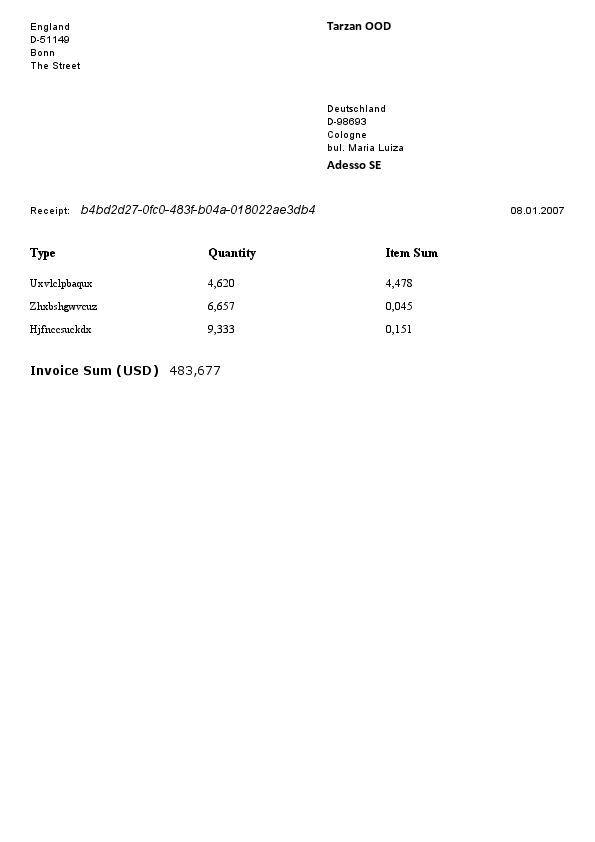 England
D-51149
Bonn
The Street
Tarzan OOD
Deutschland
D-98693
Cologne
bul. Maria Luiza
Adesso SE
Receipt: b4bd2d27-0fc0-483f-b04a-018022ae3db4 08.01.2007
Type Quantity Item Sum
Uxvlclpbaqux 4,620 4,478
Zhxbshgwvcuz 6,657 0,045
Hjfnccsuckdx 9,333 0,151
Invoice Sum (USD) 483,677